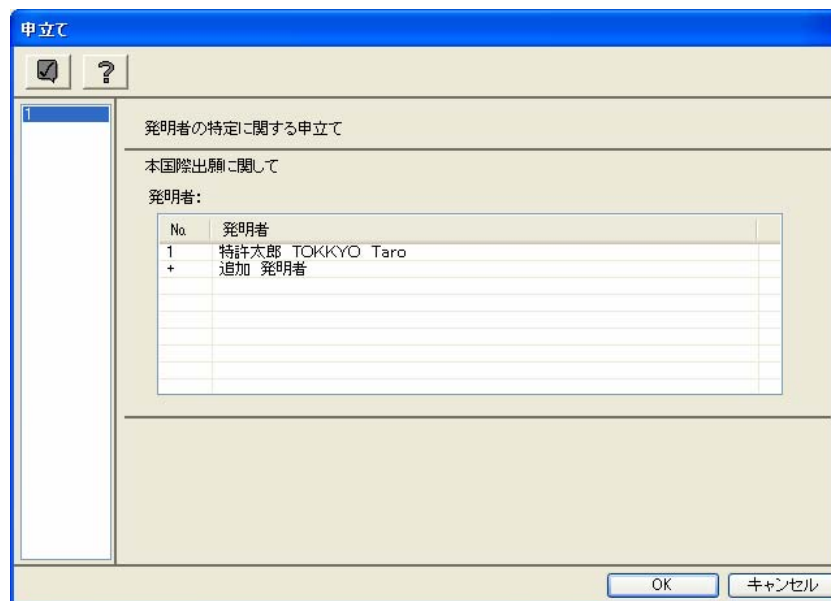 申立て
?
1
発明者の特定に関する申立て
本国際出願に関して
発明者:
No. 発明者
1 特許太郎 TOKKYO Taro
+ 追加 発明者
OK キャンセル